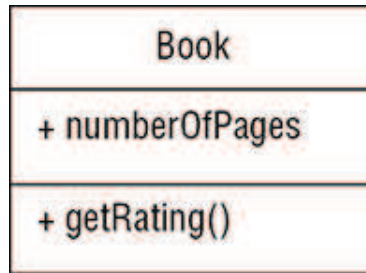 Book
+ numberOfPages
+ getRating()